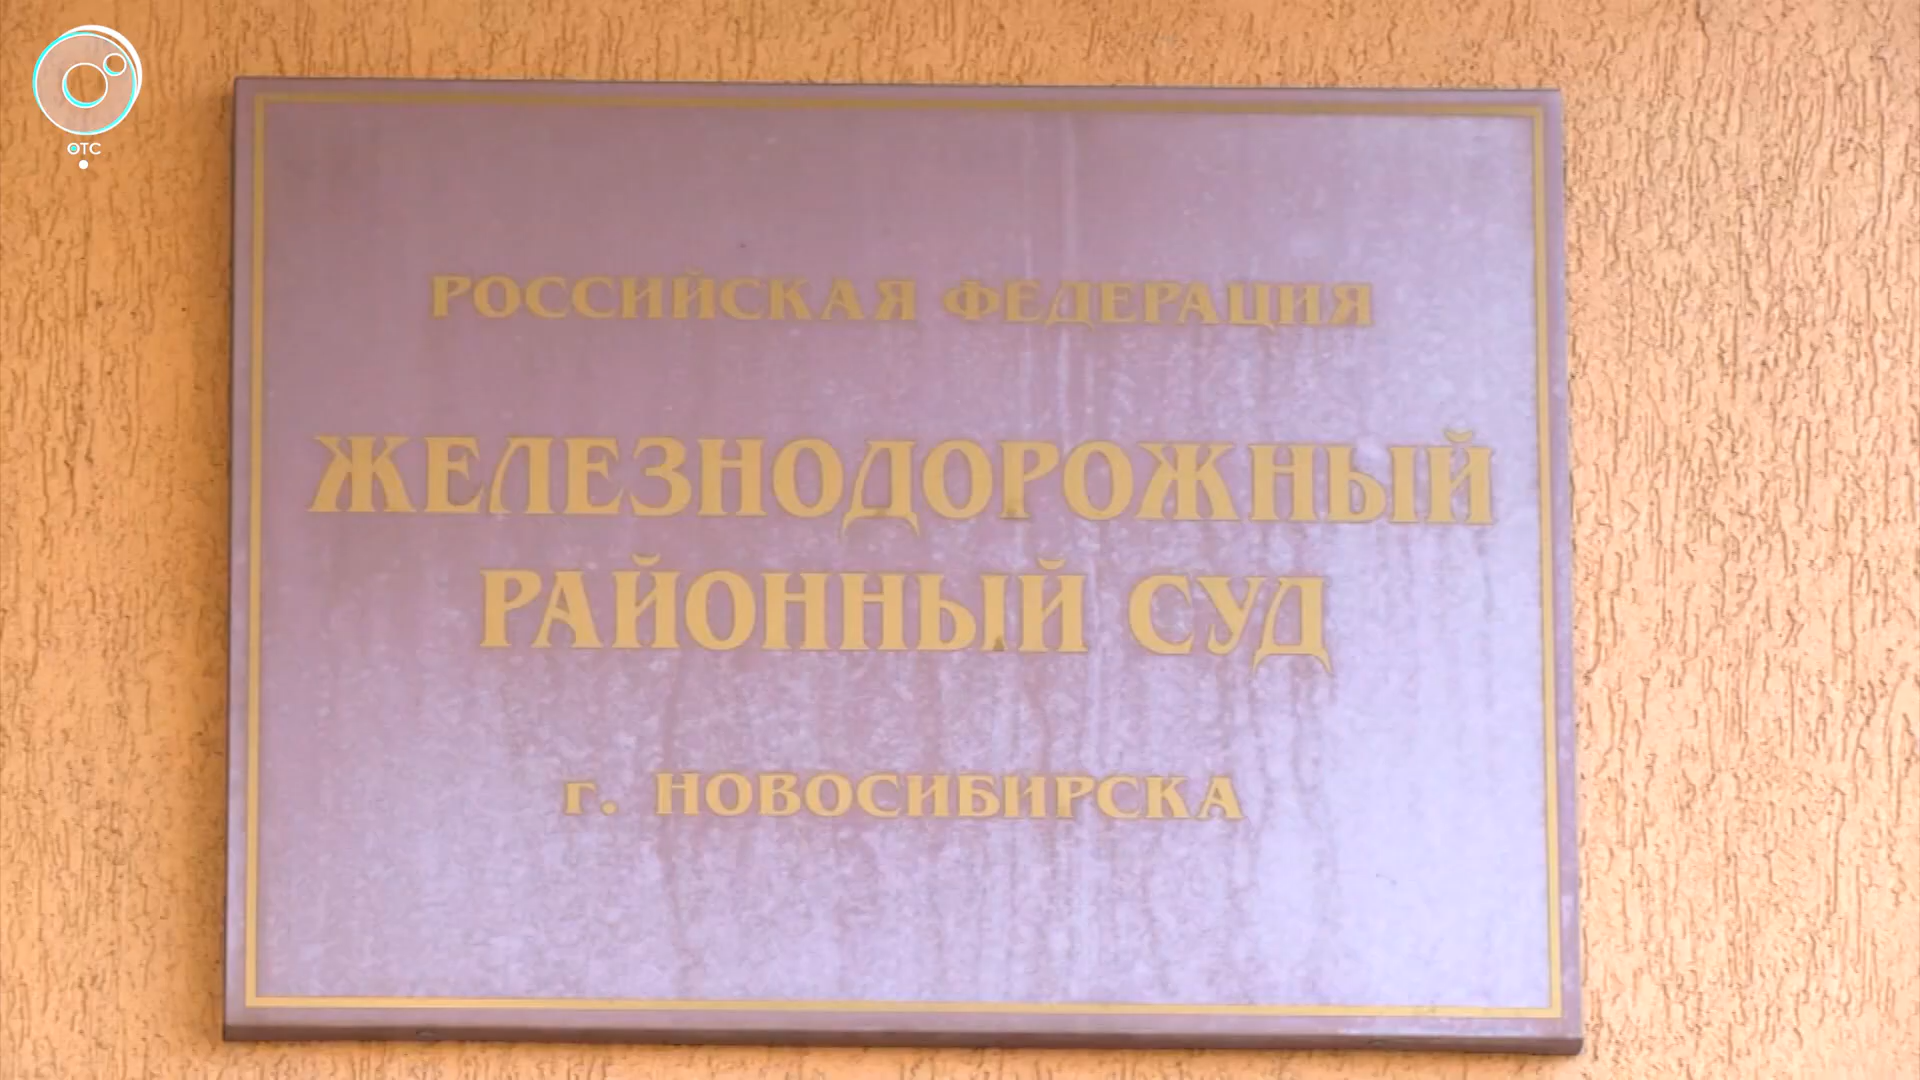 ОТС
РОССИЙСКАЯ ФЕДЕРАЦИЯ
ЖЕЛЕЗНОДОРОЖНЫЙ
РАЙОННЫЙ СУД
г. НОВОСИБИРСКА